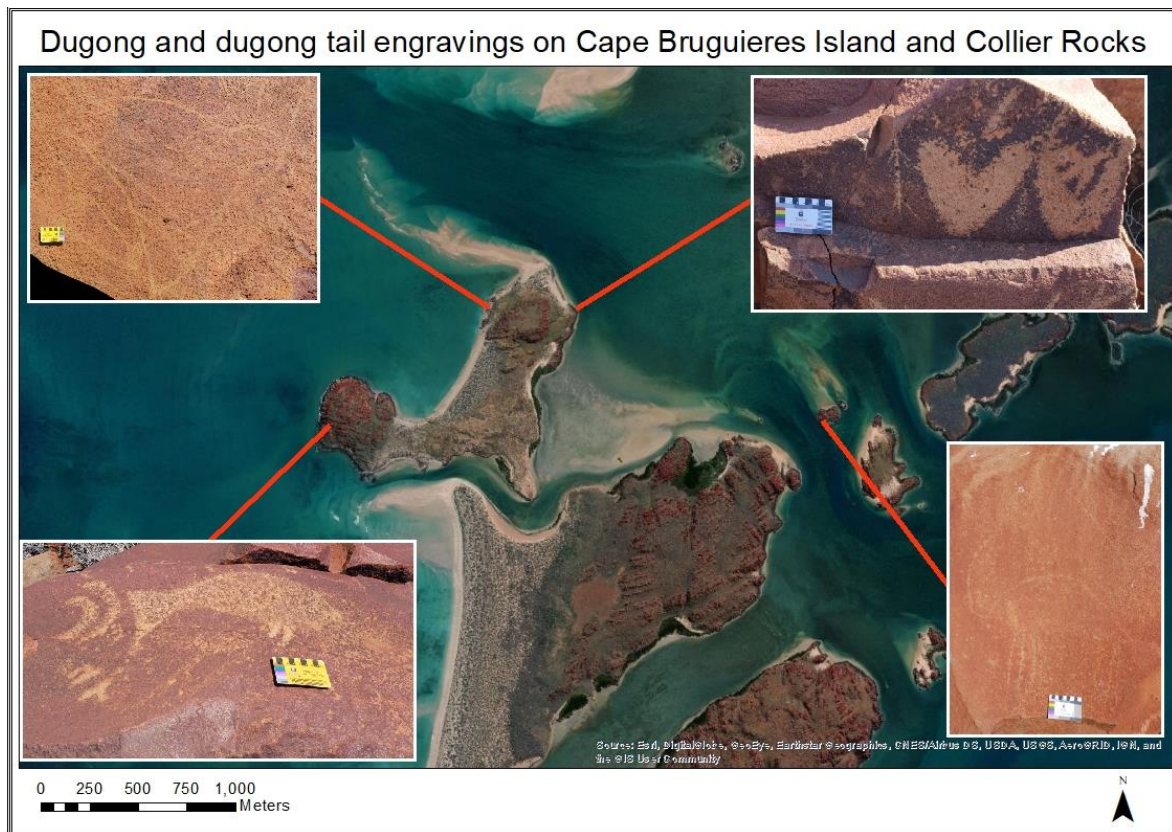 Dugong and dugong tail engravings on Cape Bruguieres Island and Collier Rocks
Source: Esri, DigitalGlobe, GeoEye, Earthstar Geographics, CNES/Airbus DS, USDA, USGS, AeroGRID, IGN, and
the GIS User Community
0 250 500 750 1,000
Meters
N